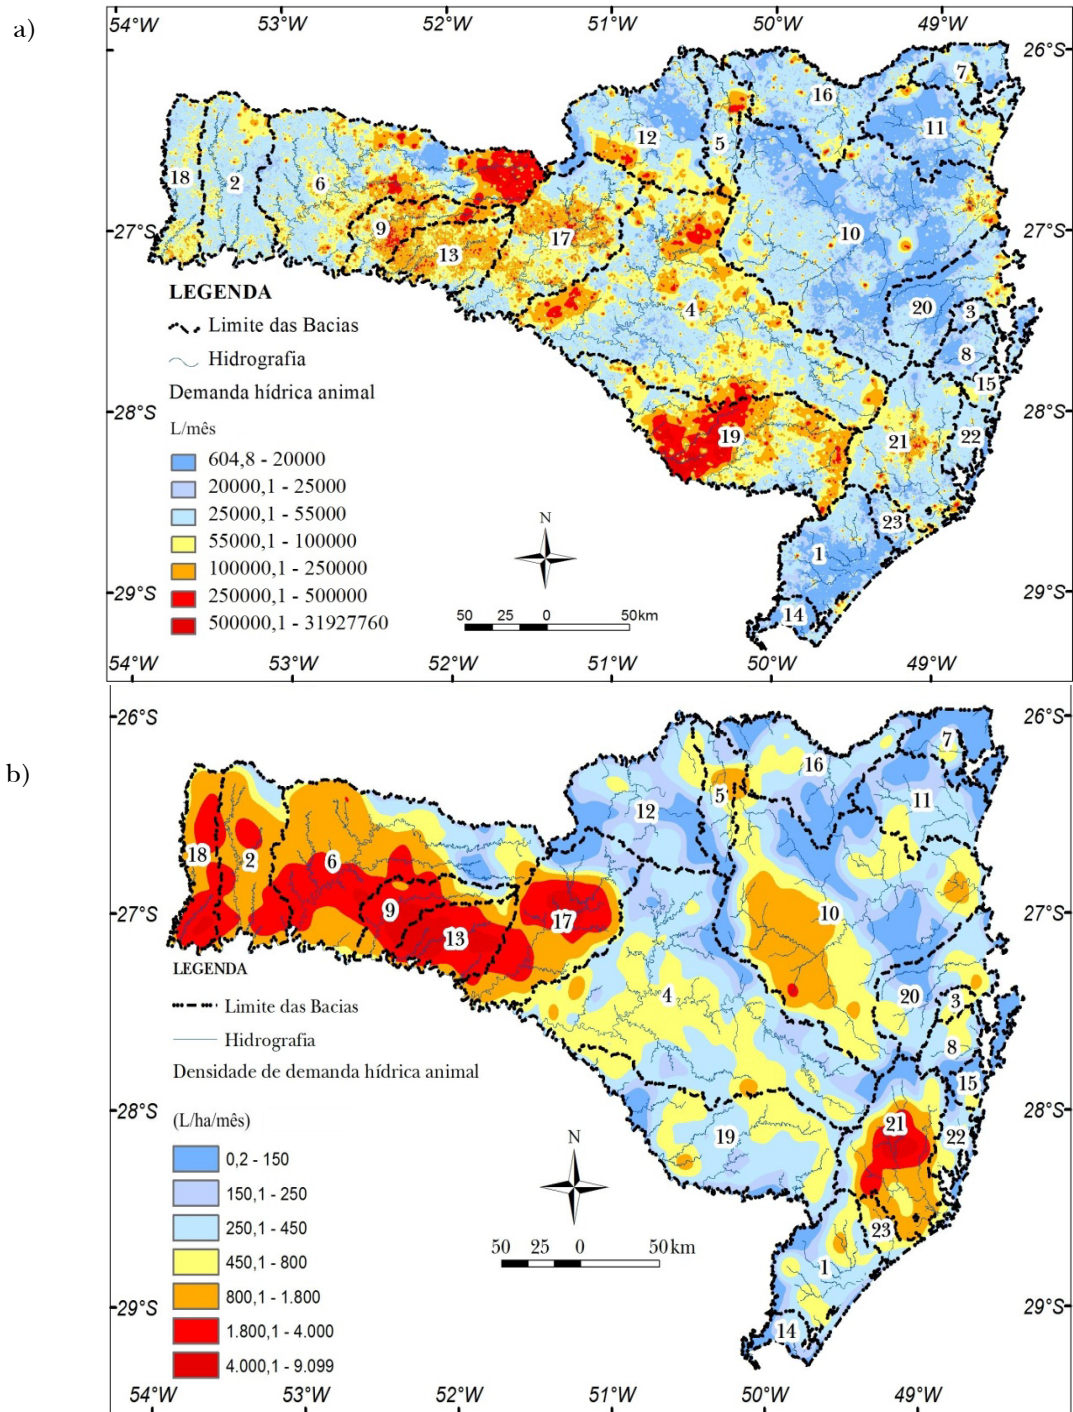 a)
54°W 53°W 52°W 51°W 50°W 49°W
26°S 26°S
27°S 27°S
28°S 28°S
29°S 29°S
7
16
11
12
5
18
2
6
9
17
13
10
4
20
3
8
15
19
21
22
23
1
14
LEGENDA
Limite das Bacias
Hidrografia
Demanda hídrica animal
L/mês
604,8 - 20000
20000,1 - 25000
25000,1 - 55000
55000,1 - 100000
100000,1 - 250000
250000,1 - 500000
500000,1 - 31927760
N
50 25 0 50km
54°W 53°W 52°W 51°W 50°W 49°W
b)
26°S 26°S
27°S 27°S
28°S 28°S
29°S 29°S
7
16
11
12
5
18
2
6
9
17
13
10
4
20
3
8
15
19
21
22
23
1
14
LEGENDA
Limite das Bacias
Hidrografia
Densidade de demanda hídrica animal
(L/ha/mês)
0,2 - 150
150,1 - 250
250,1 - 450
450,1 - 800
800,1 - 1.800
1.800,1 - 4.000
4.000,1 - 9.099
N
50 25 0 50km
54°W 53°W 52°W 51°W 50°W 49°W